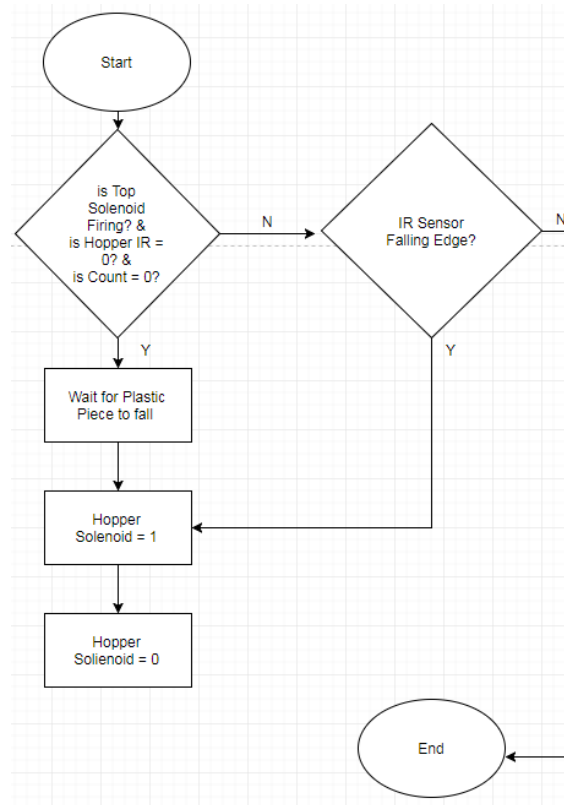 Start
is Top
Solenoid
Firing? &
is Hopper IR =
0? &
is Count = 0?
N
IR Sensor
Falling Edge?
N
Y
Y
Wait for Plastic
Piece to fall
Hopper
Solenoid = 1
Hopper
Solienoid = 0
End